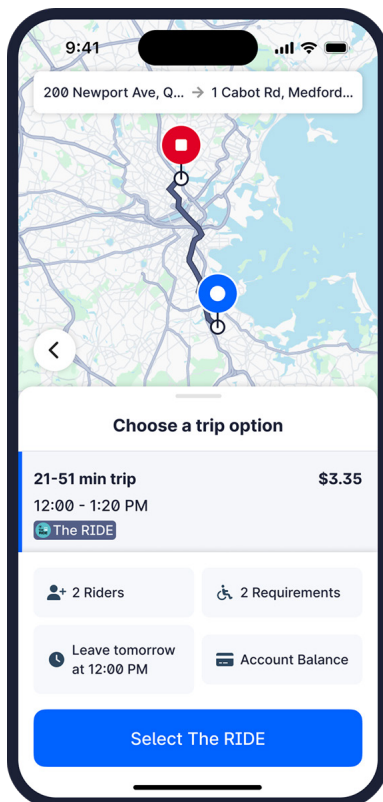 9:41
200 Newport Ave, Q... → 1 Cabot Rd, Medford...
Choose a trip option
21-51 min trip $3.35
12:00 - 1:20 PM
The RIDE
2 Riders
2 Requirements
Leave tomorrow
at 12:00 PM
Account Balance
Select The RIDE